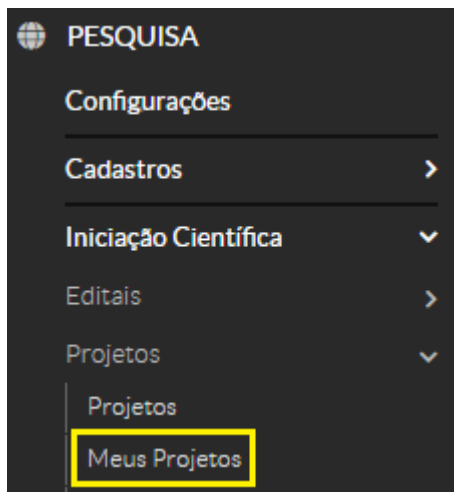 PESQUISA
Configurações
Cadastros
Iniciação Científica
Editais
Projetos
Projetos
Meus Projetos